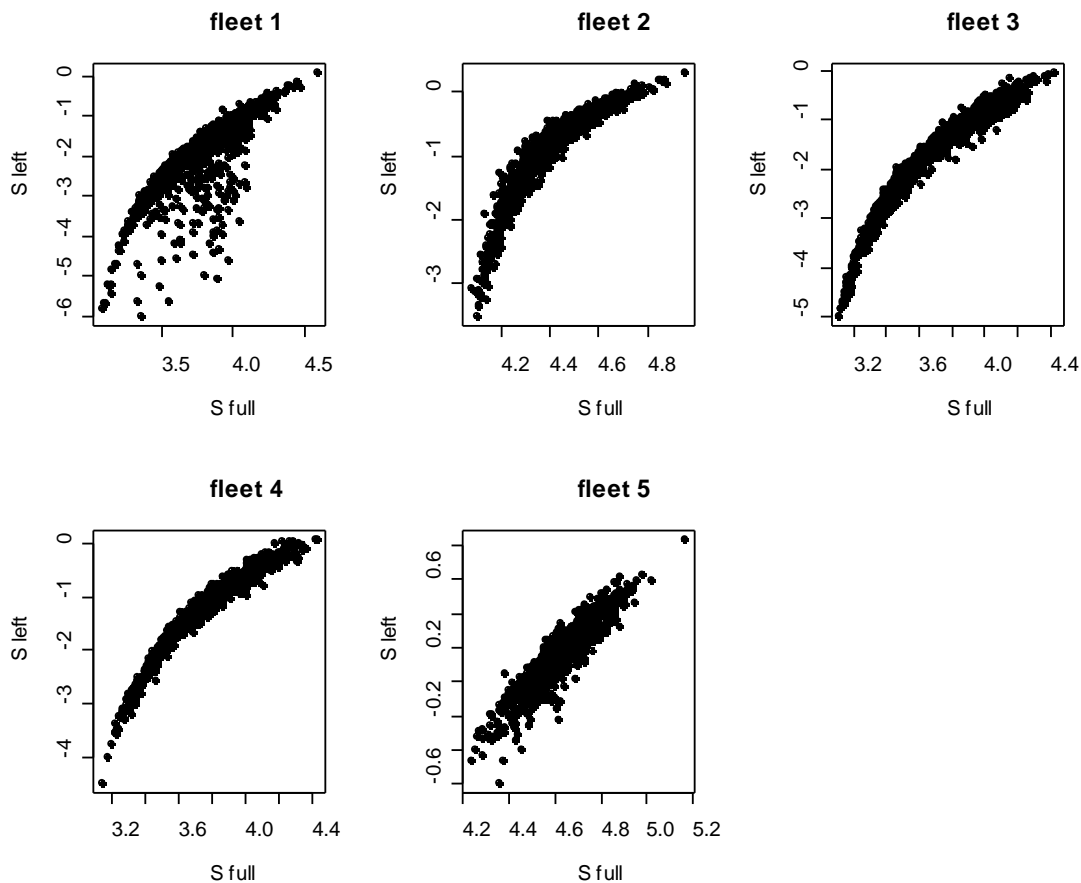 fleet 1
S left
0
-1
-2
-3
-4
-5
-6
3.5 4.0 4.5
S full
fleet 2
S left
0
-1
-2
-3
4.2 4.4 4.6 4.8
S full
fleet 3
S left
0
-1
-2
-3
-4
-5
3.2 3.6 4.0 4.4
S full
fleet 4
S left
0
-1
-2
-3
-4
3.2 3.6 4.0 4.4
S full
fleet 5
S left
0.6
0.2
-0.2
-0.6
4.2 4.4 4.6 4.8 5.0 5.2
S full